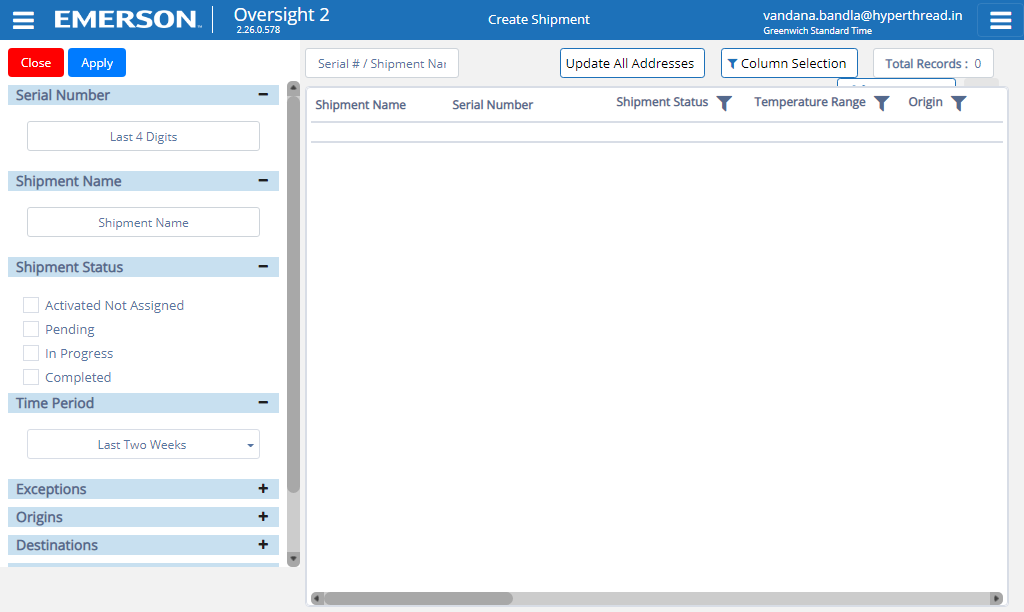 EMERSON
Oversight 2
2.26.0.578
Create Shipment
vandana.bandla@hyperthread.in
Greenwich Standard Time
Close
Apply
Serial # / Shipment Nar
Update All Addresses
Column Selection
Total Records : 0
Serial Number
Last 4 Digits
Shipment Name
Shipment Name
Shipment Status
Activated Not Assigned
Pending
In Progress
Completed
Time Period
Last Two Weeks
Exceptions
Origins
Destinations
Shipment Name
Serial Number
Shipment Status
Temperature Range
Origin